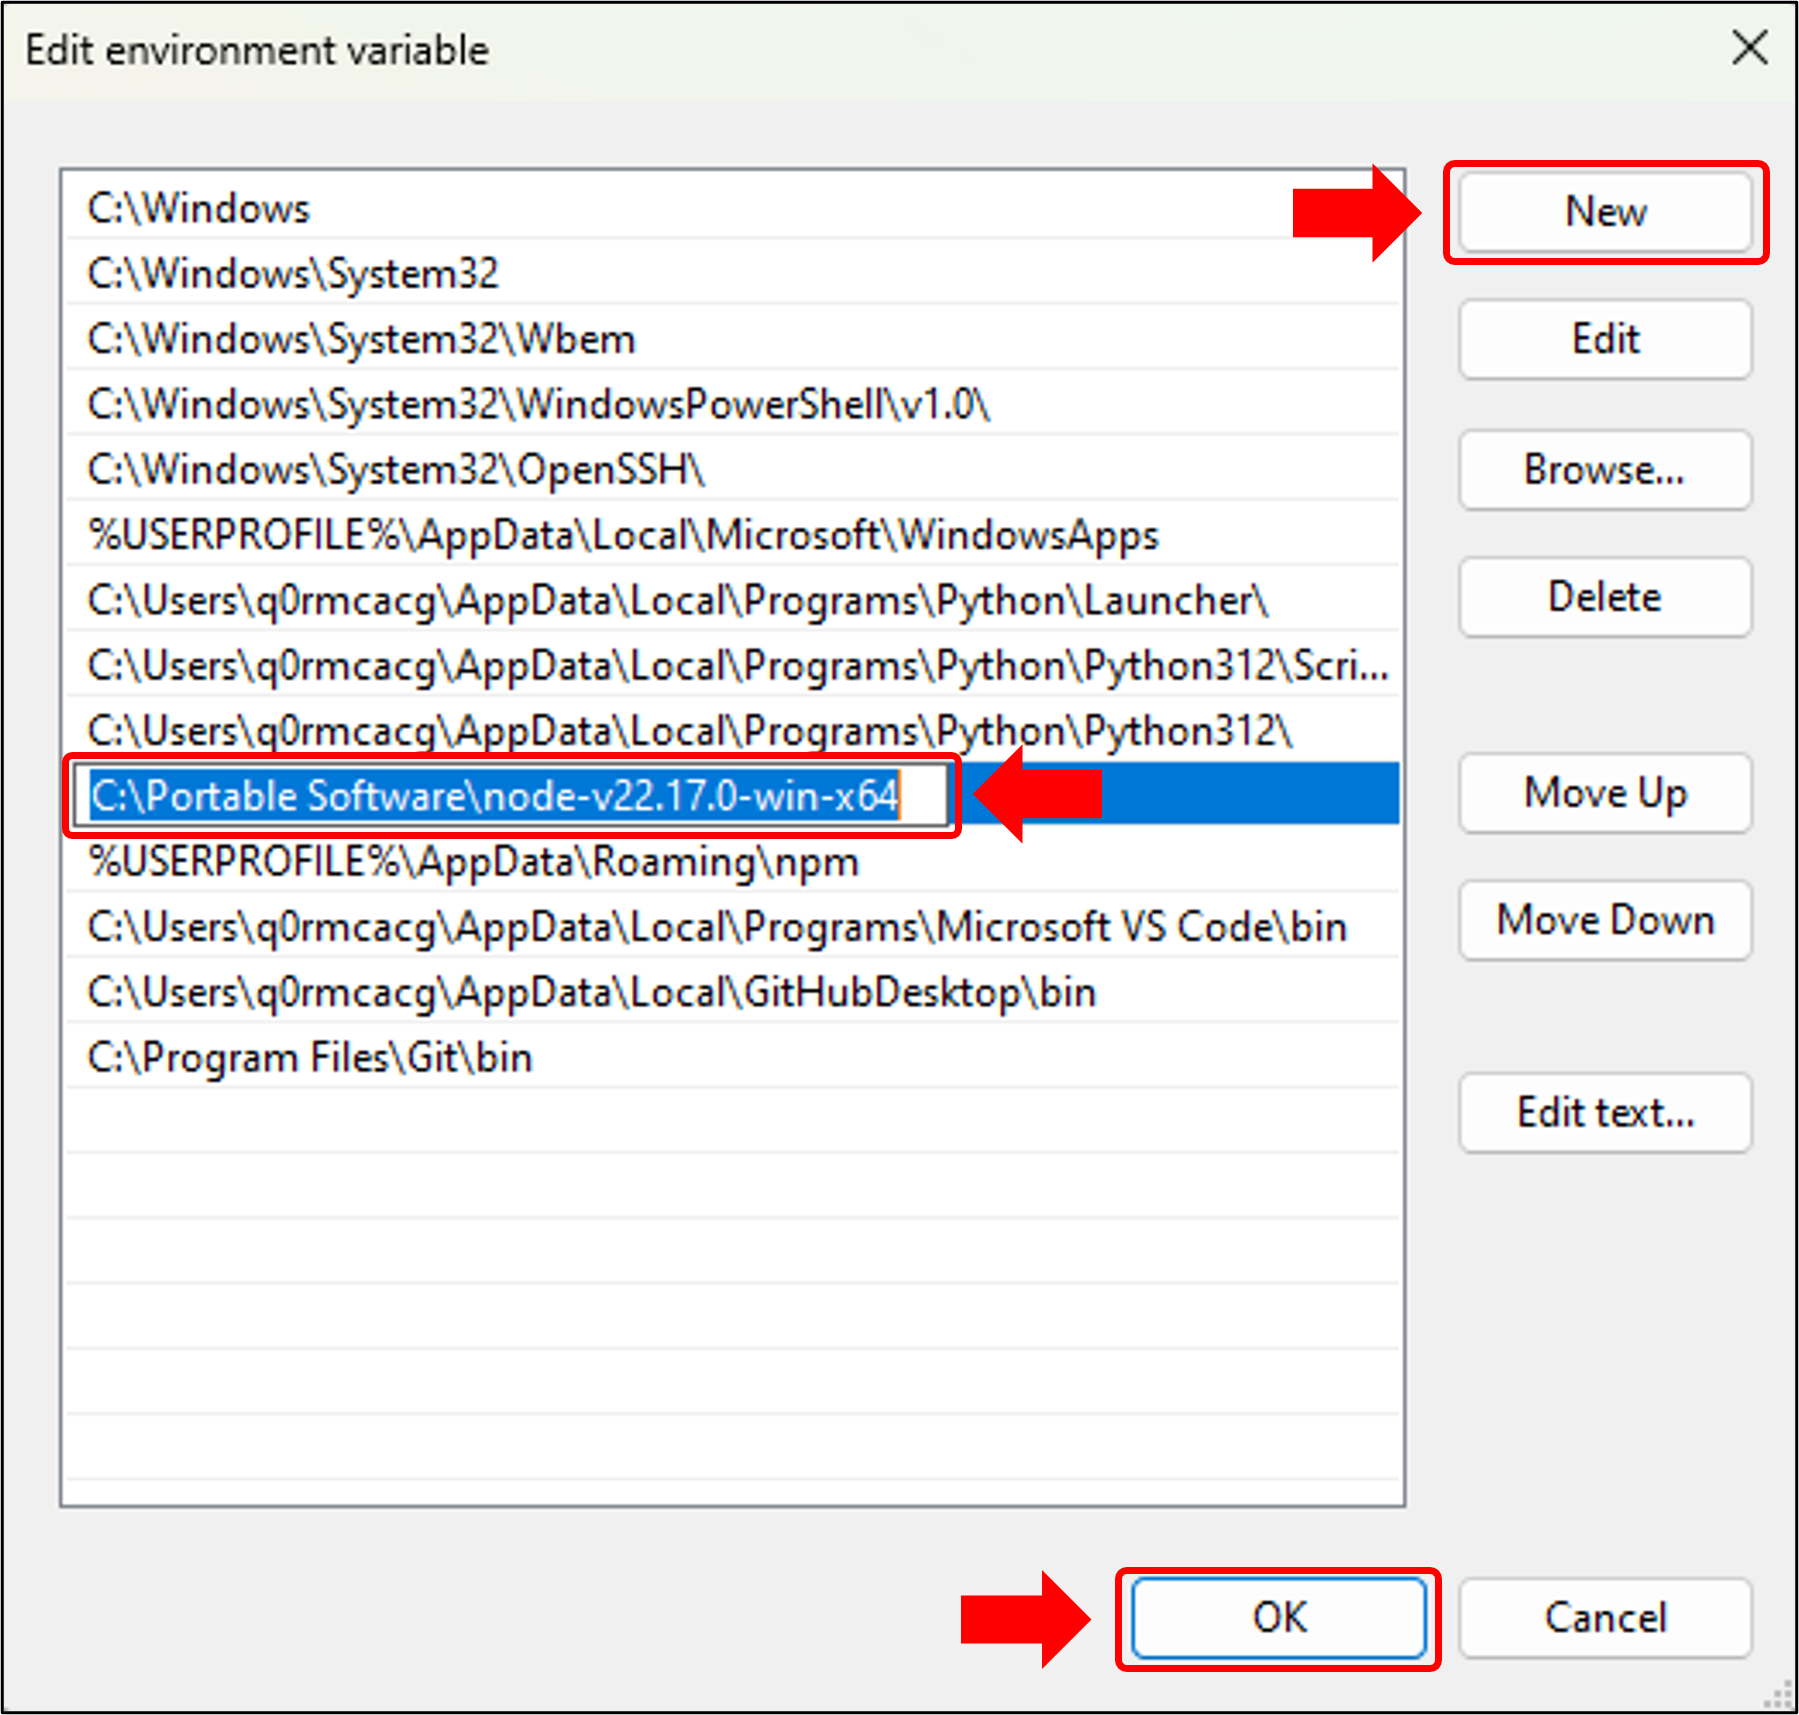 Edit environment variable
C:\Windows
C:\Windows\System32
C:\Windows\System32\Wbem
C:\Windows\System32\WindowsPowerShell\v1.0\
C:\Windows\System32\OpenSSH\
%USERPROFILE%\AppData\Local\Microsoft\WindowsApps
C:\Users\q0rmcacg\AppData\Local\Programs\Python\Launcher\
C:\Users\q0rmcacg\AppData\Local\Programs\Python\Python312\Scri...
C:\Users\q0rmcacg\AppData\Local\Programs\Python\Python312\
C:\Portable Software\node-v22.17.0-win-x64
%USERPROFILE%\AppData\Roaming\npm
C:\Users\q0rmcacg\AppData\Local\Programs\Microsoft VS Code\bin
C:\Users\q0rmcacg\AppData\Local\GitHubDesktop\bin
C:\Program Files\Git\bin
New
Edit
Browse...
Delete
Move Up
Move Down
Edit text...
OK
Cancel